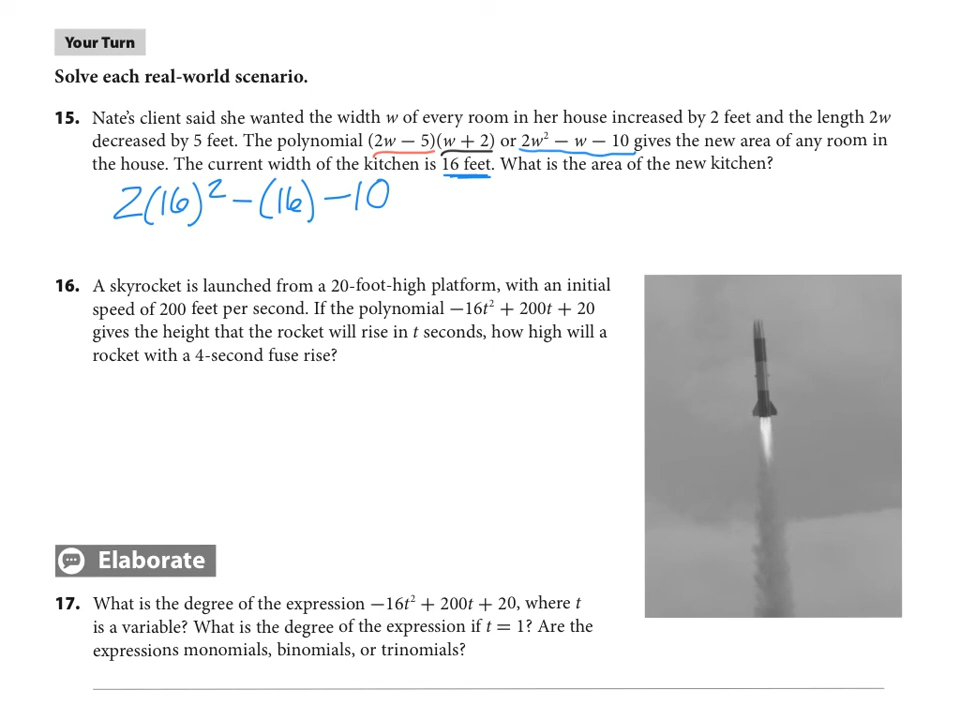 Your Turn
Solve each real-world scenario.
15. Nate's client said she wanted the width w of every room in her house increased by 2 feet and the length 2w
decreased by 5 feet. The polynomial (2w − 5)(w + 2) or 2w² − w − 10 gives the new area of any room in
the house. The current width of the kitchen is 16 feet. What is the area of the new kitchen?
2(16)² − (16) − 10
16. A skyrocket is launched from a 20-foot-high platform, with an initial
speed of 200 feet per second. If the polynomial −16t² + 200t + 20
gives the height that the rocket will rise in t seconds, how high will a
rocket with a 4-second fuse rise?
Elaborate
17. What is the degree of the expression −16t² + 200t + 20, where t
is a variable? What is the degree of the expression if t = 1? Are the
expressions monomials, binomials, or trinomials?